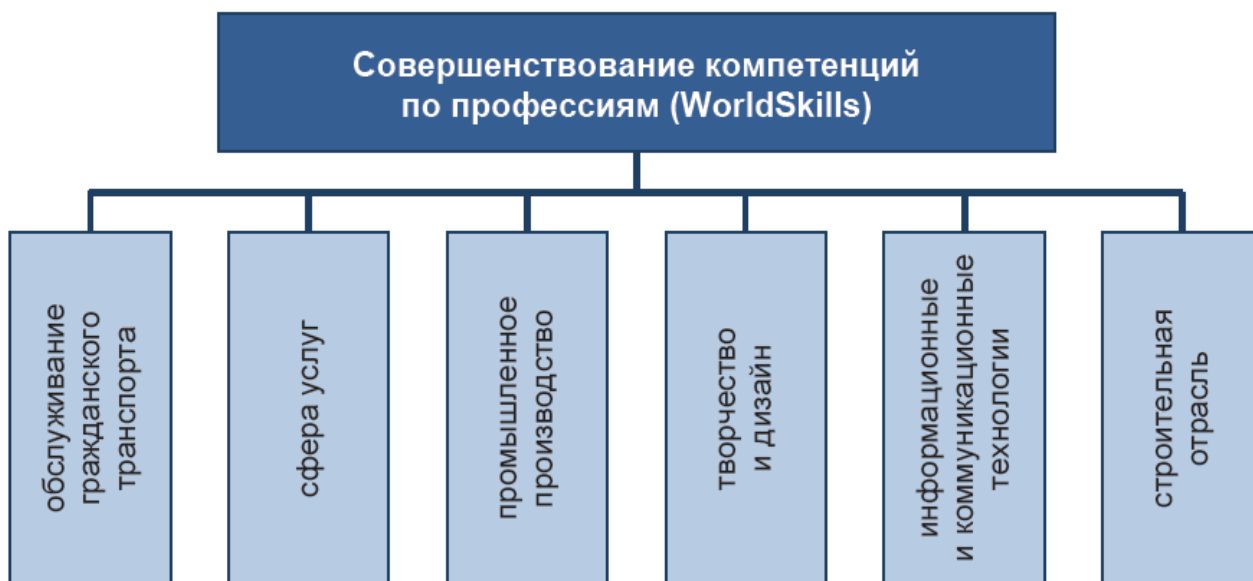 Совершенствование компетенций
по профессиям (WorldSkills)
обслуживание
гражданского
транспорта
сфера услуг
промышленное
производство
творчество
и дизайн
информационные
и коммуникационные
технологии
строительная
отрасль